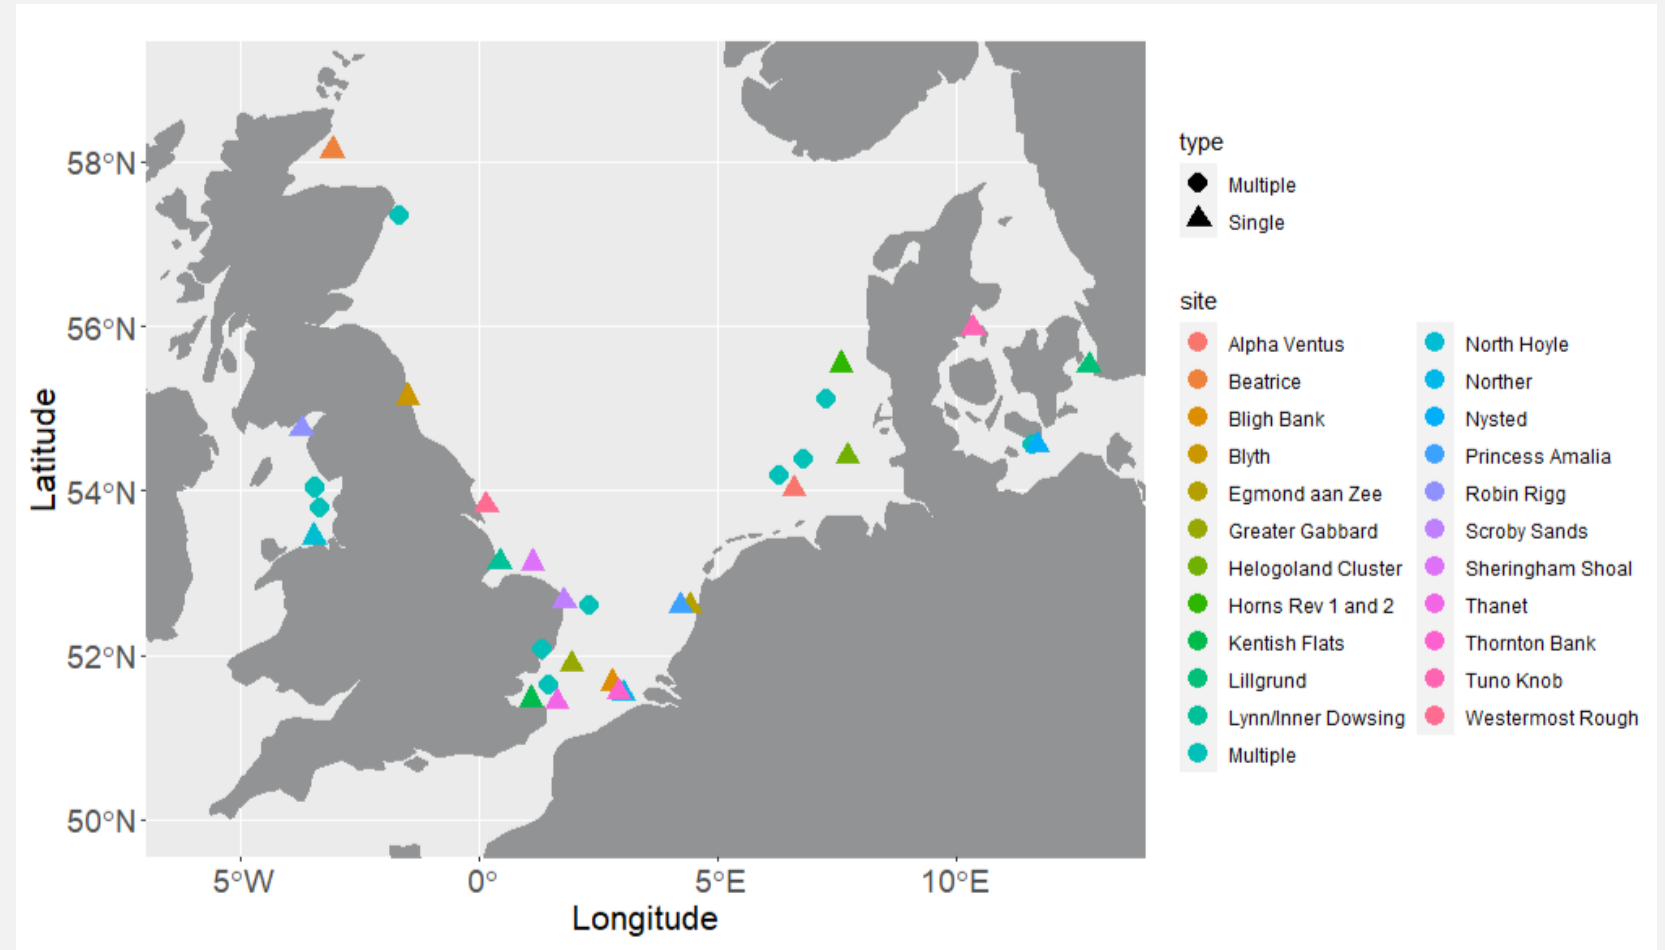 58°N
56°N
54°N
52°N
50°N
Latitude
5°W
0°
5°E
10°E
Longitude
type
Multiple
Single
site
Alpha Ventus
Beatrice
Bligh Bank
Blyth
Egmond aan Zee
Greater Gabbard
Helogoland Cluster
Horns Rev 1 and 2
Kentish Flats
Lillgrund
Lynn/Inner Dowsing
Multiple
North Hoyle
Norther
Nysted
Princess Amalia
Robin Rigg
Scroby Sands
Sheringham Shoal
Thanet
Thornton Bank
Tuno Knob
Westermost Rough